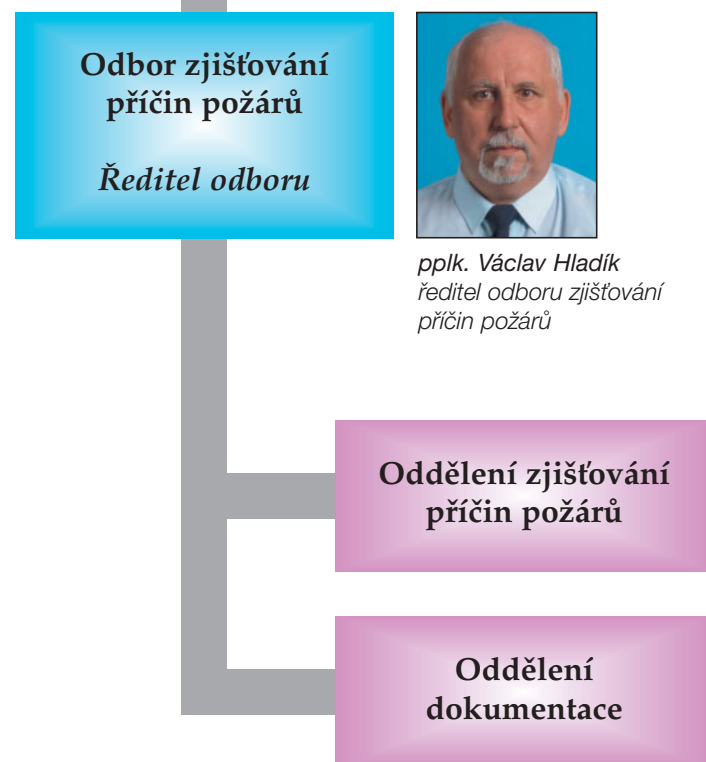 Odbor zjišťování
příčin požárů
Ředitel odboru
pplk. Václav Hladík
ředitel odboru zjišťování
příčin požárů
Oddělení zjišťování
příčin požárů
Oddělení
dokumentace